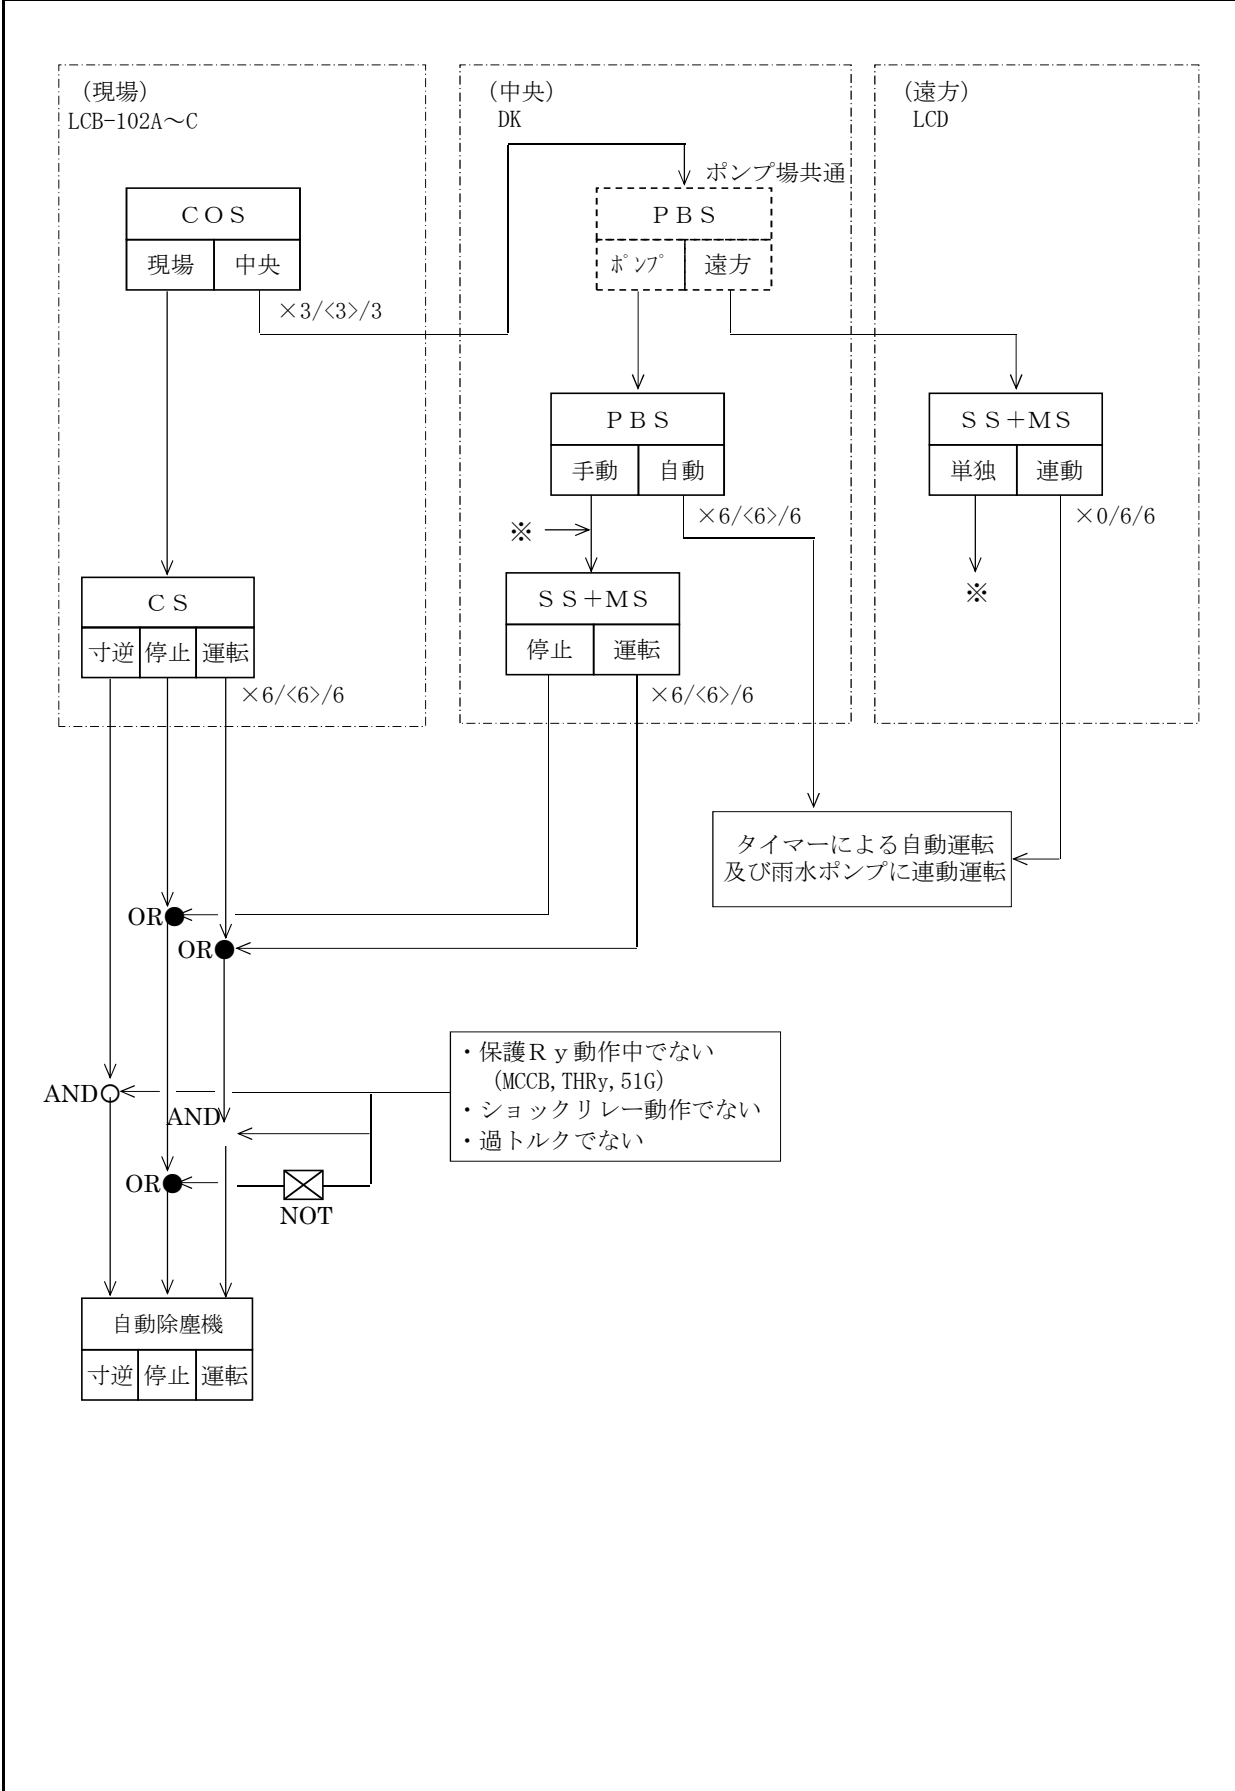 (現場)
LCB-102A～C
COS
現場 中央
×3/<3>/3
CS
寸逆 停止 運転
×6/<6>/6
(中央)
DK
ポンプ場共通
PBS
ﾎﾟﾝﾌﾟ 遠方
PBS
手動 自動
×6/<6>/6
※
SS+MS
停止 運転
×6/<6>/6
(遠方)
LCD
SS+MS
単独 連動
×0/6/6
※
タイマーによる自動運転
及び雨水ポンプに連動運転
OR
OR
・保護Ｒｙ動作中でない
(MCCB,THRy,51G)
・ショックリレー動作でない
・過トルクでない
AND
AND
OR
NOT
自動除塵機
寸逆 停止 運転